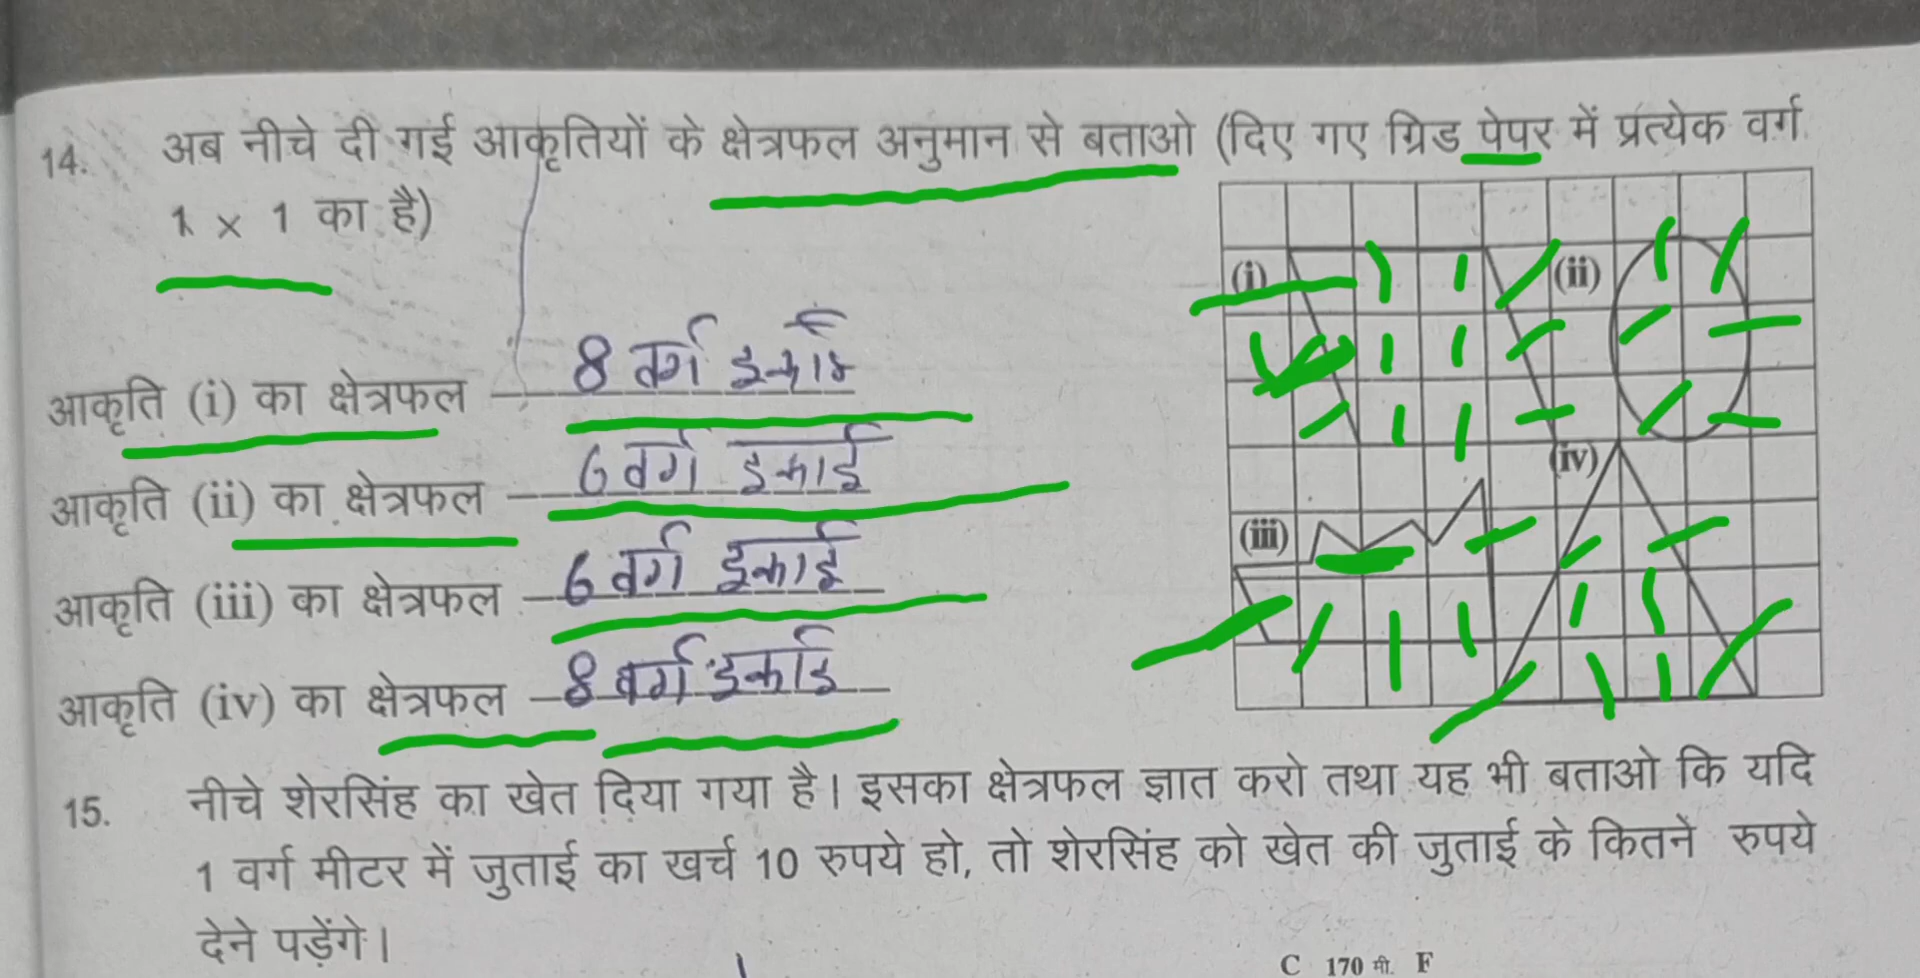 14. अब नीचे दी गई आकृतियों के क्षेत्रफल अनुमान से बताओ (दिए गए ग्रिड पेपर में प्रत्येक वर्ग
1 × 1 का है)
(i)
(ii)
(iii)
(iv)
आकृति (i) का क्षेत्रफल 8 वर्ग इकाई
आकृति (ii) का क्षेत्रफल 6 वर्ग इकाई
आकृति (iii) का क्षेत्रफल 6 वर्ग इकाई
आकृति (iv) का क्षेत्रफल 8 वर्ग इकाई
15. नीचे शेरसिंह का खेत दिया गया है। इसका क्षेत्रफल ज्ञात करो तथा यह भी बताओ कि यदि
1 वर्ग मीटर में जुताई का खर्च 10 रुपये हो, तो शेरसिंह को खेत की जुताई के कितने रुपये
देने पड़ेंगे।
C 170 मी. F